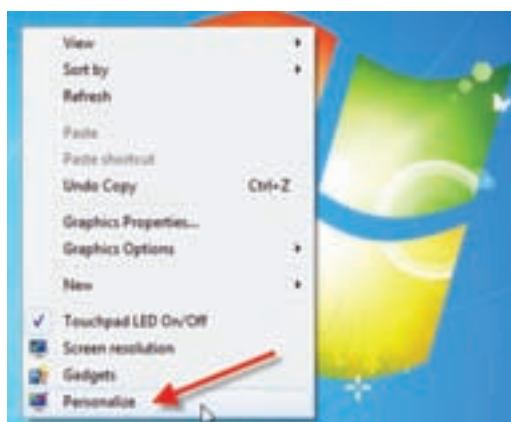 View
Sort by
Refresh
Paste
Paste shortcut
Undo Copy Ctrl+Z
Graphics Properties...
Graphics Options
New
Touchpad LED On/Off
Screen resolution
Gadgets
Personalize